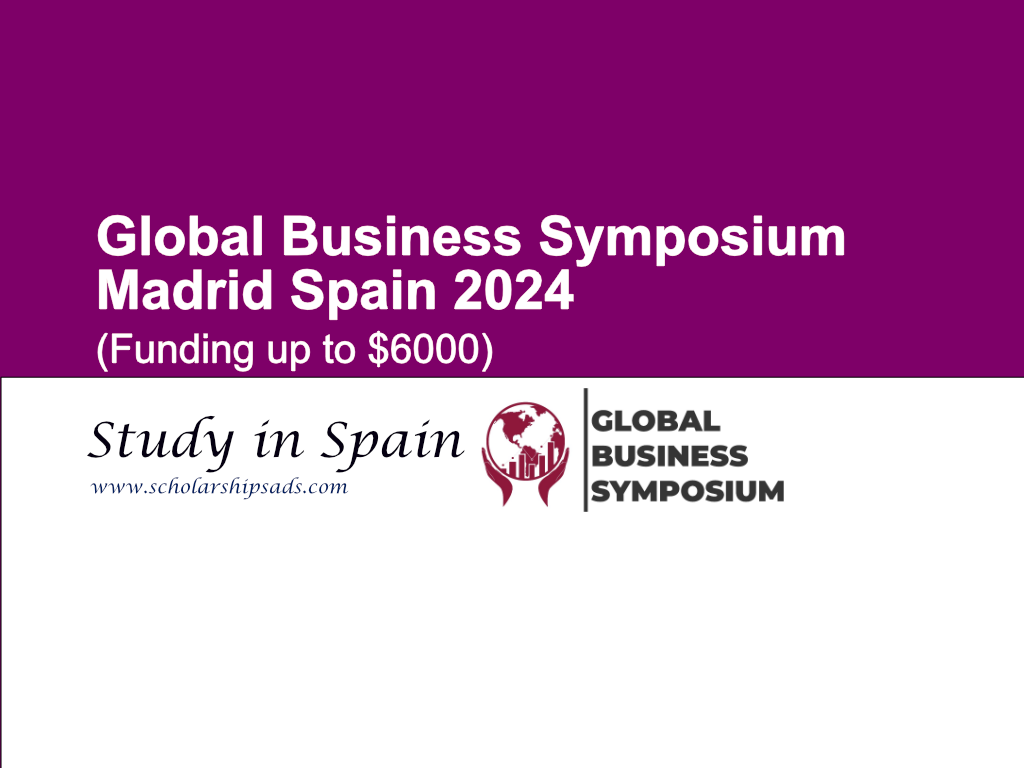 Global Business Symposium
Madrid Spain 2024
(Funding up to $6000)
Study in Spain
www.scholarshipsads.com
GLOBAL
BUSINESS
SYMPOSIUM